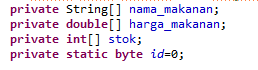 private String[] nama_makanan;
private double[] harga_makanan;
private int[] stok;
private static byte id=0;